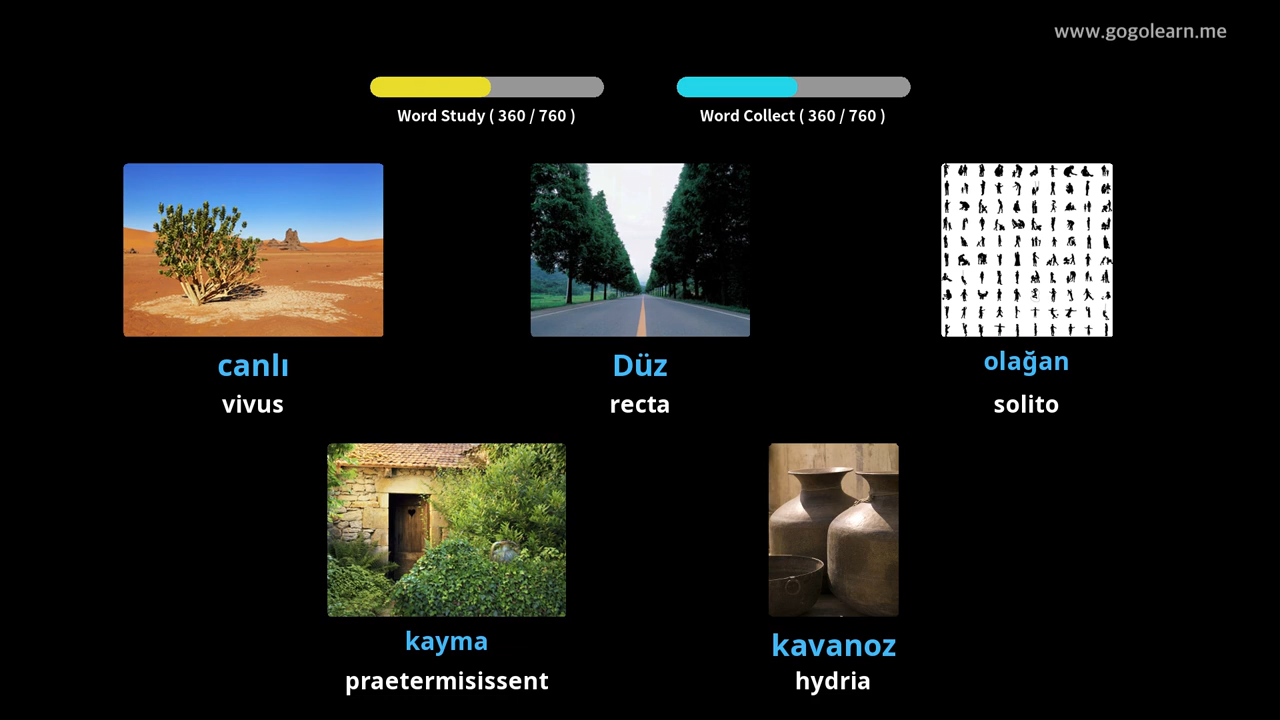 www.gogolearn.me
Word Study ( 360 / 760 )
Word Collect ( 360 / 760 )
canlı
vivus
Düz
recta
olağan
solito
kayma
praetermisissent
kavanoz
hydria